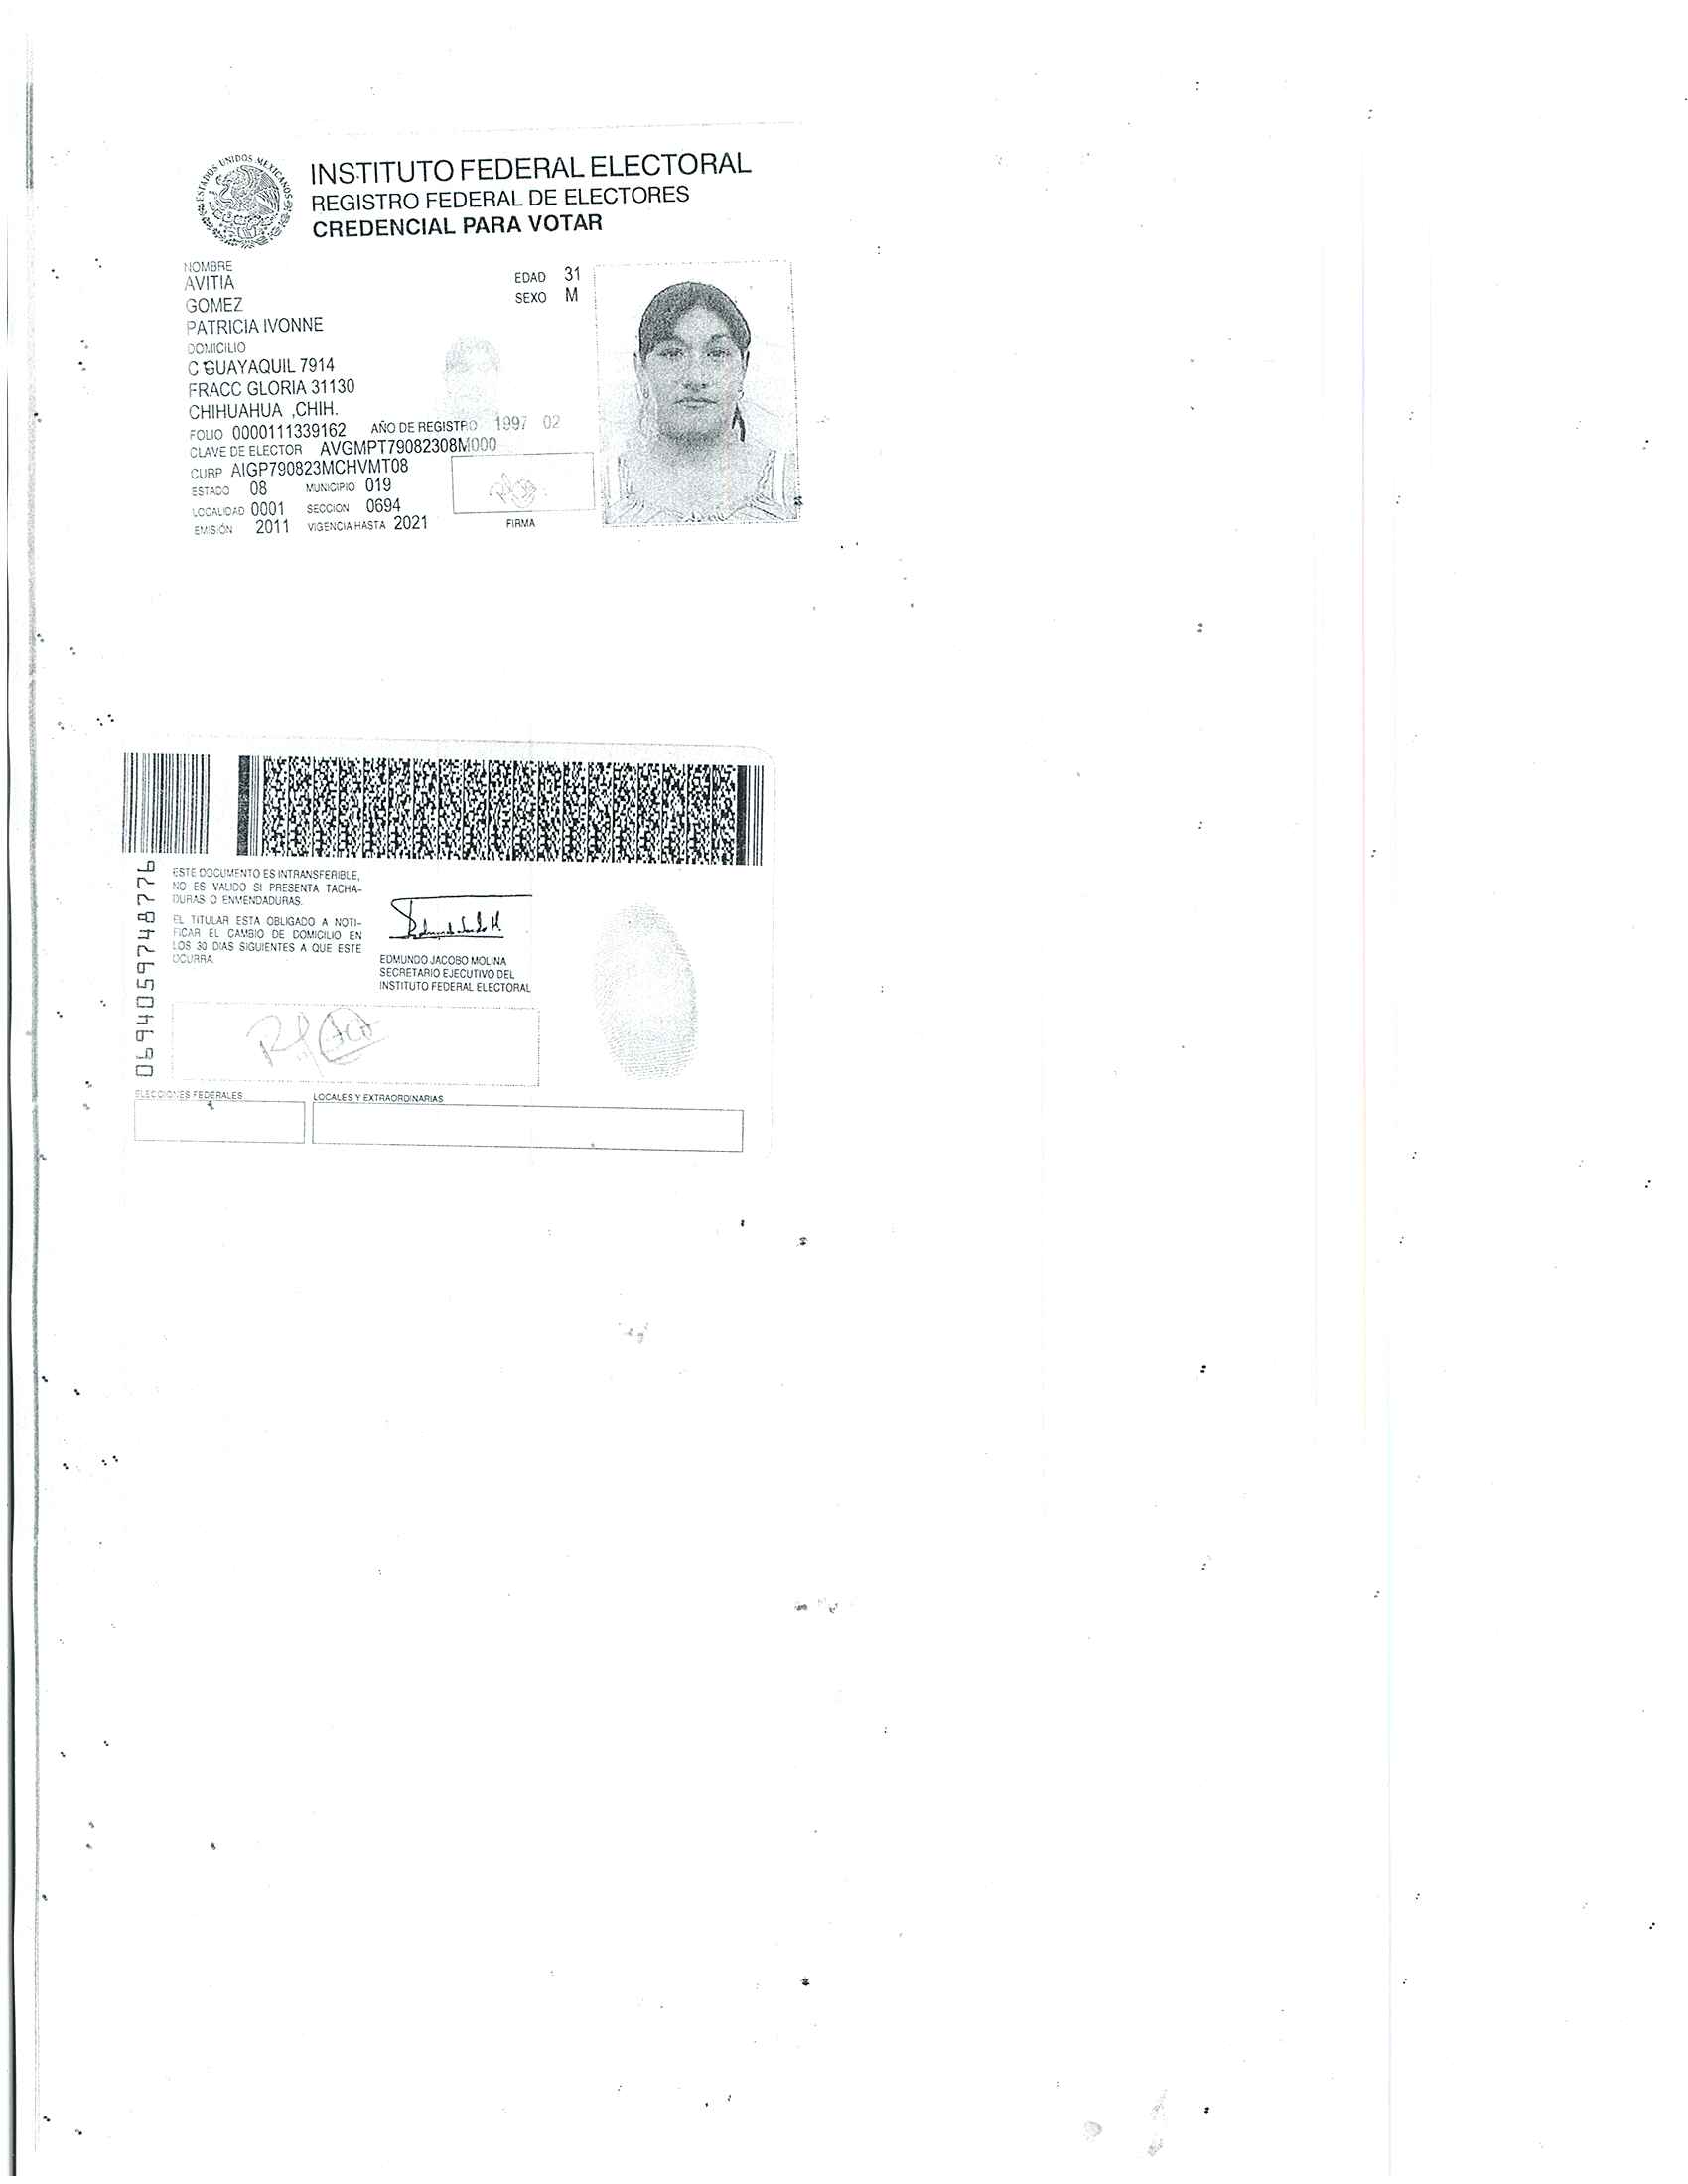 ESTADOS UNIDOS MEXICANOS
INSTITUTO FEDERAL ELECTORAL
REGISTRO FEDERAL DE ELECTORES
CREDENCIAL PARA VOTAR
NOMBRE
AVITIA
GOMEZ
PATRICIA IVONNE
EDAD 31
SEXO M
DOMICILIO
C GUAYAQUIL 7914
FRACC GLORIA 31130
CHIHUAHUA ,CHIH.
FOLIO 0000111339162 AÑO DE REGISTRO 1997 02
CLAVE DE ELECTOR AVGMPT79082308M000
CURP AIGP790823MCHVMT08
ESTADO 08 MUNICIPIO 019
LOCALIDAD 0001 SECCION 0694
EMISIÓN 2011 VIGENCIA HASTA 2021
FIRMA
0694059748776
ESTE DOCUMENTO ES INTRANSFERIBLE,
NO ES VALIDO SI PRESENTA TACHA-
DURAS O ENMENDADURAS.
EL TITULAR ESTA OBLIGADO A NOTI-
FICAR EL CAMBIO DE DOMICILIO EN
LOS 30 DIAS SIGUIENTES A QUE ESTE
OCURRA.
EDMUNDO JACOBO MOLINA
SECRETARIO EJECUTIVO DEL
INSTITUTO FEDERAL ELECTORAL
ELECCIONES FEDERALES
LOCALES Y EXTRAORDINARIAS